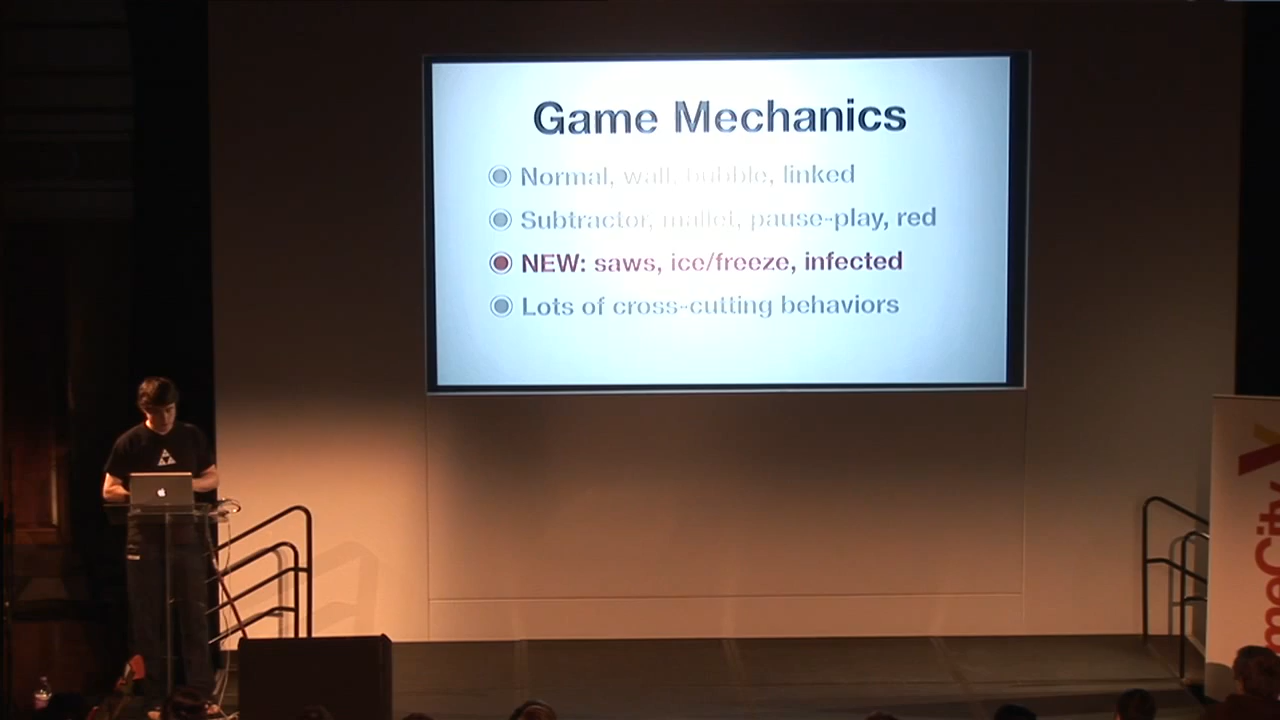 Game Mechanics
Normal, wall, bubble, linked
Subtractor, mallet, pause-play, red
NEW: saws, ice/freeze, infected
Lots of cross-cutting behaviors
meCity X